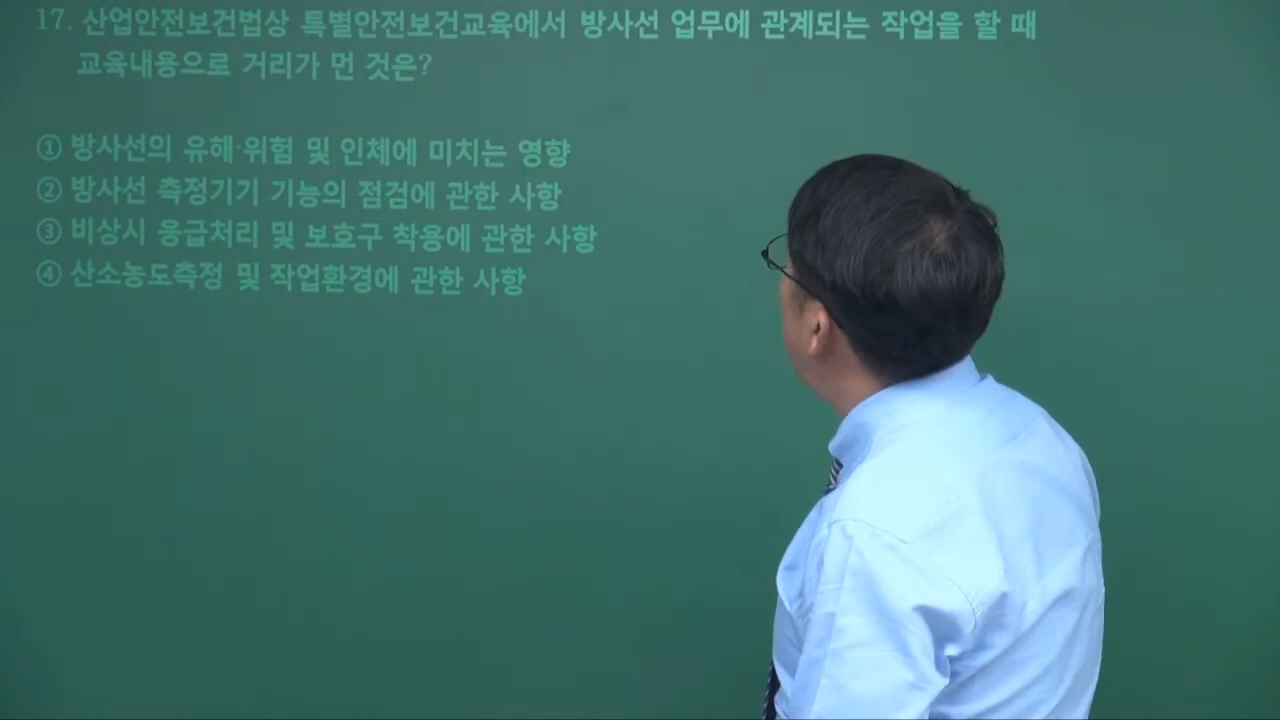 17. 산업안전보건법상 특별안전보건교육에서 방사선 업무에 관계되는 작업을 할 때
교육내용으로 거리가 먼 것은?
① 방사선의 유해·위험 및 인체에 미치는 영향
② 방사선 측정기기 기능의 점검에 관한 사항
③ 비상시 응급처리 및 보호구 착용에 관한 사항
④ 산소농도측정 및 작업환경에 관한 사항